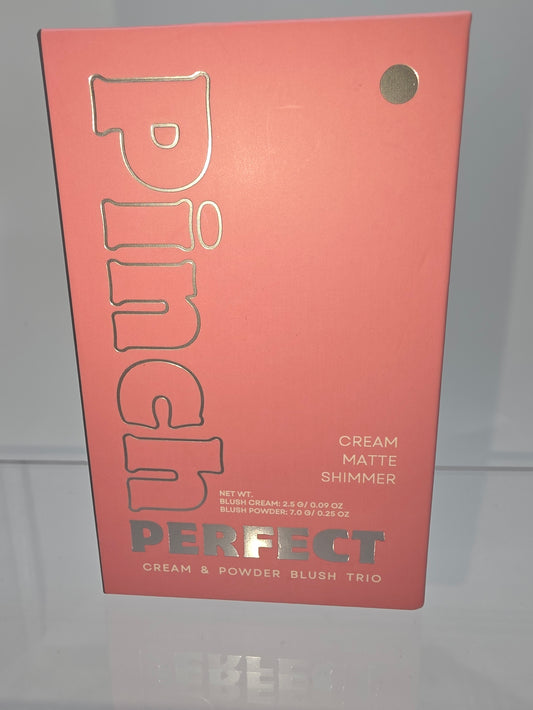 Pinch
CREAM
MATTE
SHIMMER
NET WT.
BLUSH CREAM: 2.5 G/ 0.09 OZ
BLUSH POWDER: 7.0 G/ 0.25 OZ
PERFECT
CREAM & POWDER BLUSH TRIO